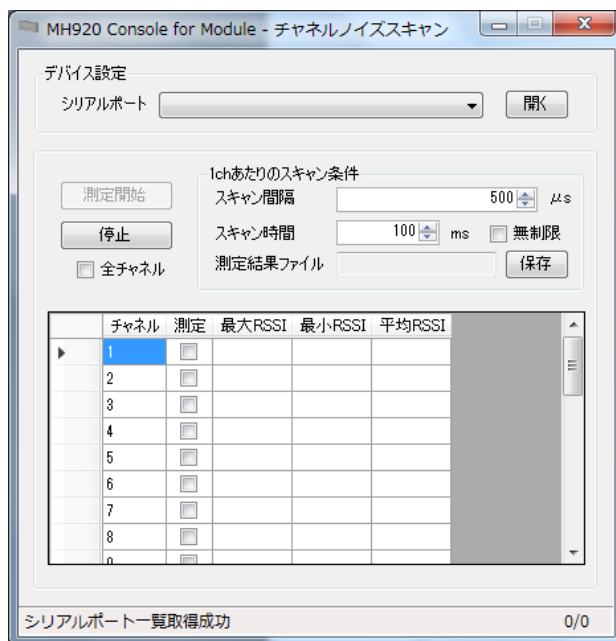 MH920 Console for Module - チャネルノイズスキャン
デバイス設定
シリアルポート 開く
1chあたりのスキャン条件
測定開始 スキャン間隔 500 μs
停止 スキャン時間 100 ms 無制限
全チャネル 測定結果ファイル 保存
チャネル 測定 最大RSSI 最小RSSI 平均RSSI
1
2
3
4
5
6
7
8
9
シリアルポート一覧取得成功 0/0